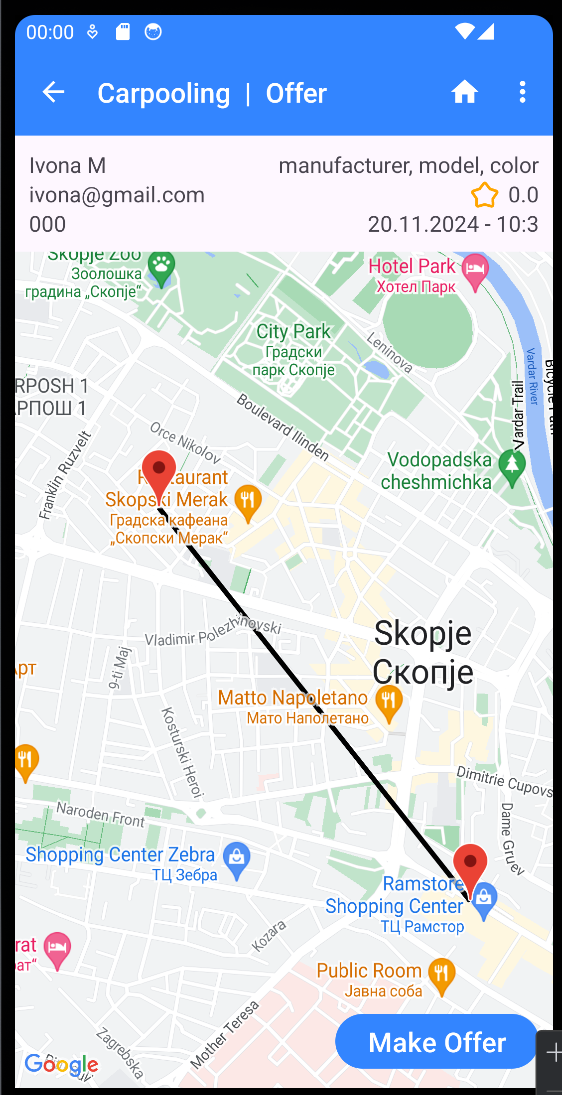 00:00
Carpooling | Offer
Ivona M
manufacturer, model, color
ivona@gmail.com
0.0
000
20.11.2024 - 10:3
Skopje Zoo
Зоолошка
градина „Скопје“
Hotel Park
Хотел Парк
City Park
Градски
парк Скопје
Leninova
Vardar River
Vardar Trail
RPOSH 1
РПОШ 1
Boulevard Ilinden
Orce Nikolov
Franklin Ruzvelt
Vodopadska
cheshmichka
Restaurant
Skopski Merak
Градска кафеана
„Скопски Мерак“
Skopje
Скопје
Vladimir Polezhinovski
9-ti Maj
Matto Napoletano
Мато Наполетано
Kosturski Heroi
Dimitrie Cupovs
Dame Gruev
Naroden Front
Shopping Center Zebra
ТЦ Зебра
Ramstore
Shopping Center
ТЦ Рамстор
Kozara
rat
ат“
Public Room
Јавна соба
Mother Teresa
Zagrebska
Make Offer
Google